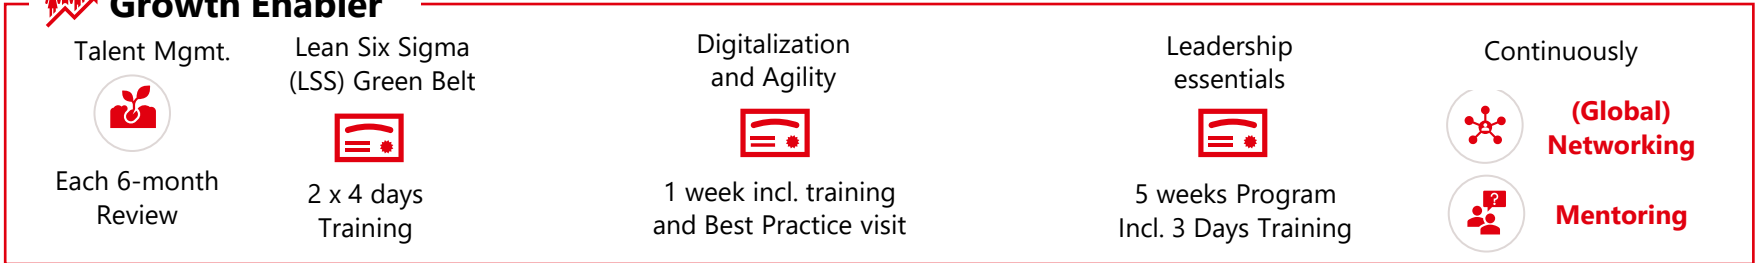 Growth Enabler
Talent Mgmt.
Each 6-month
Review
Lean Six Sigma
(LSS) Green Belt
2 x 4 days
Training
Digitalization
and Agility
1 week incl. training
and Best Practice visit
Leadership
essentials
5 weeks Program
Incl. 3 Days Training
Continuously
(Global)
Networking
?
Mentoring